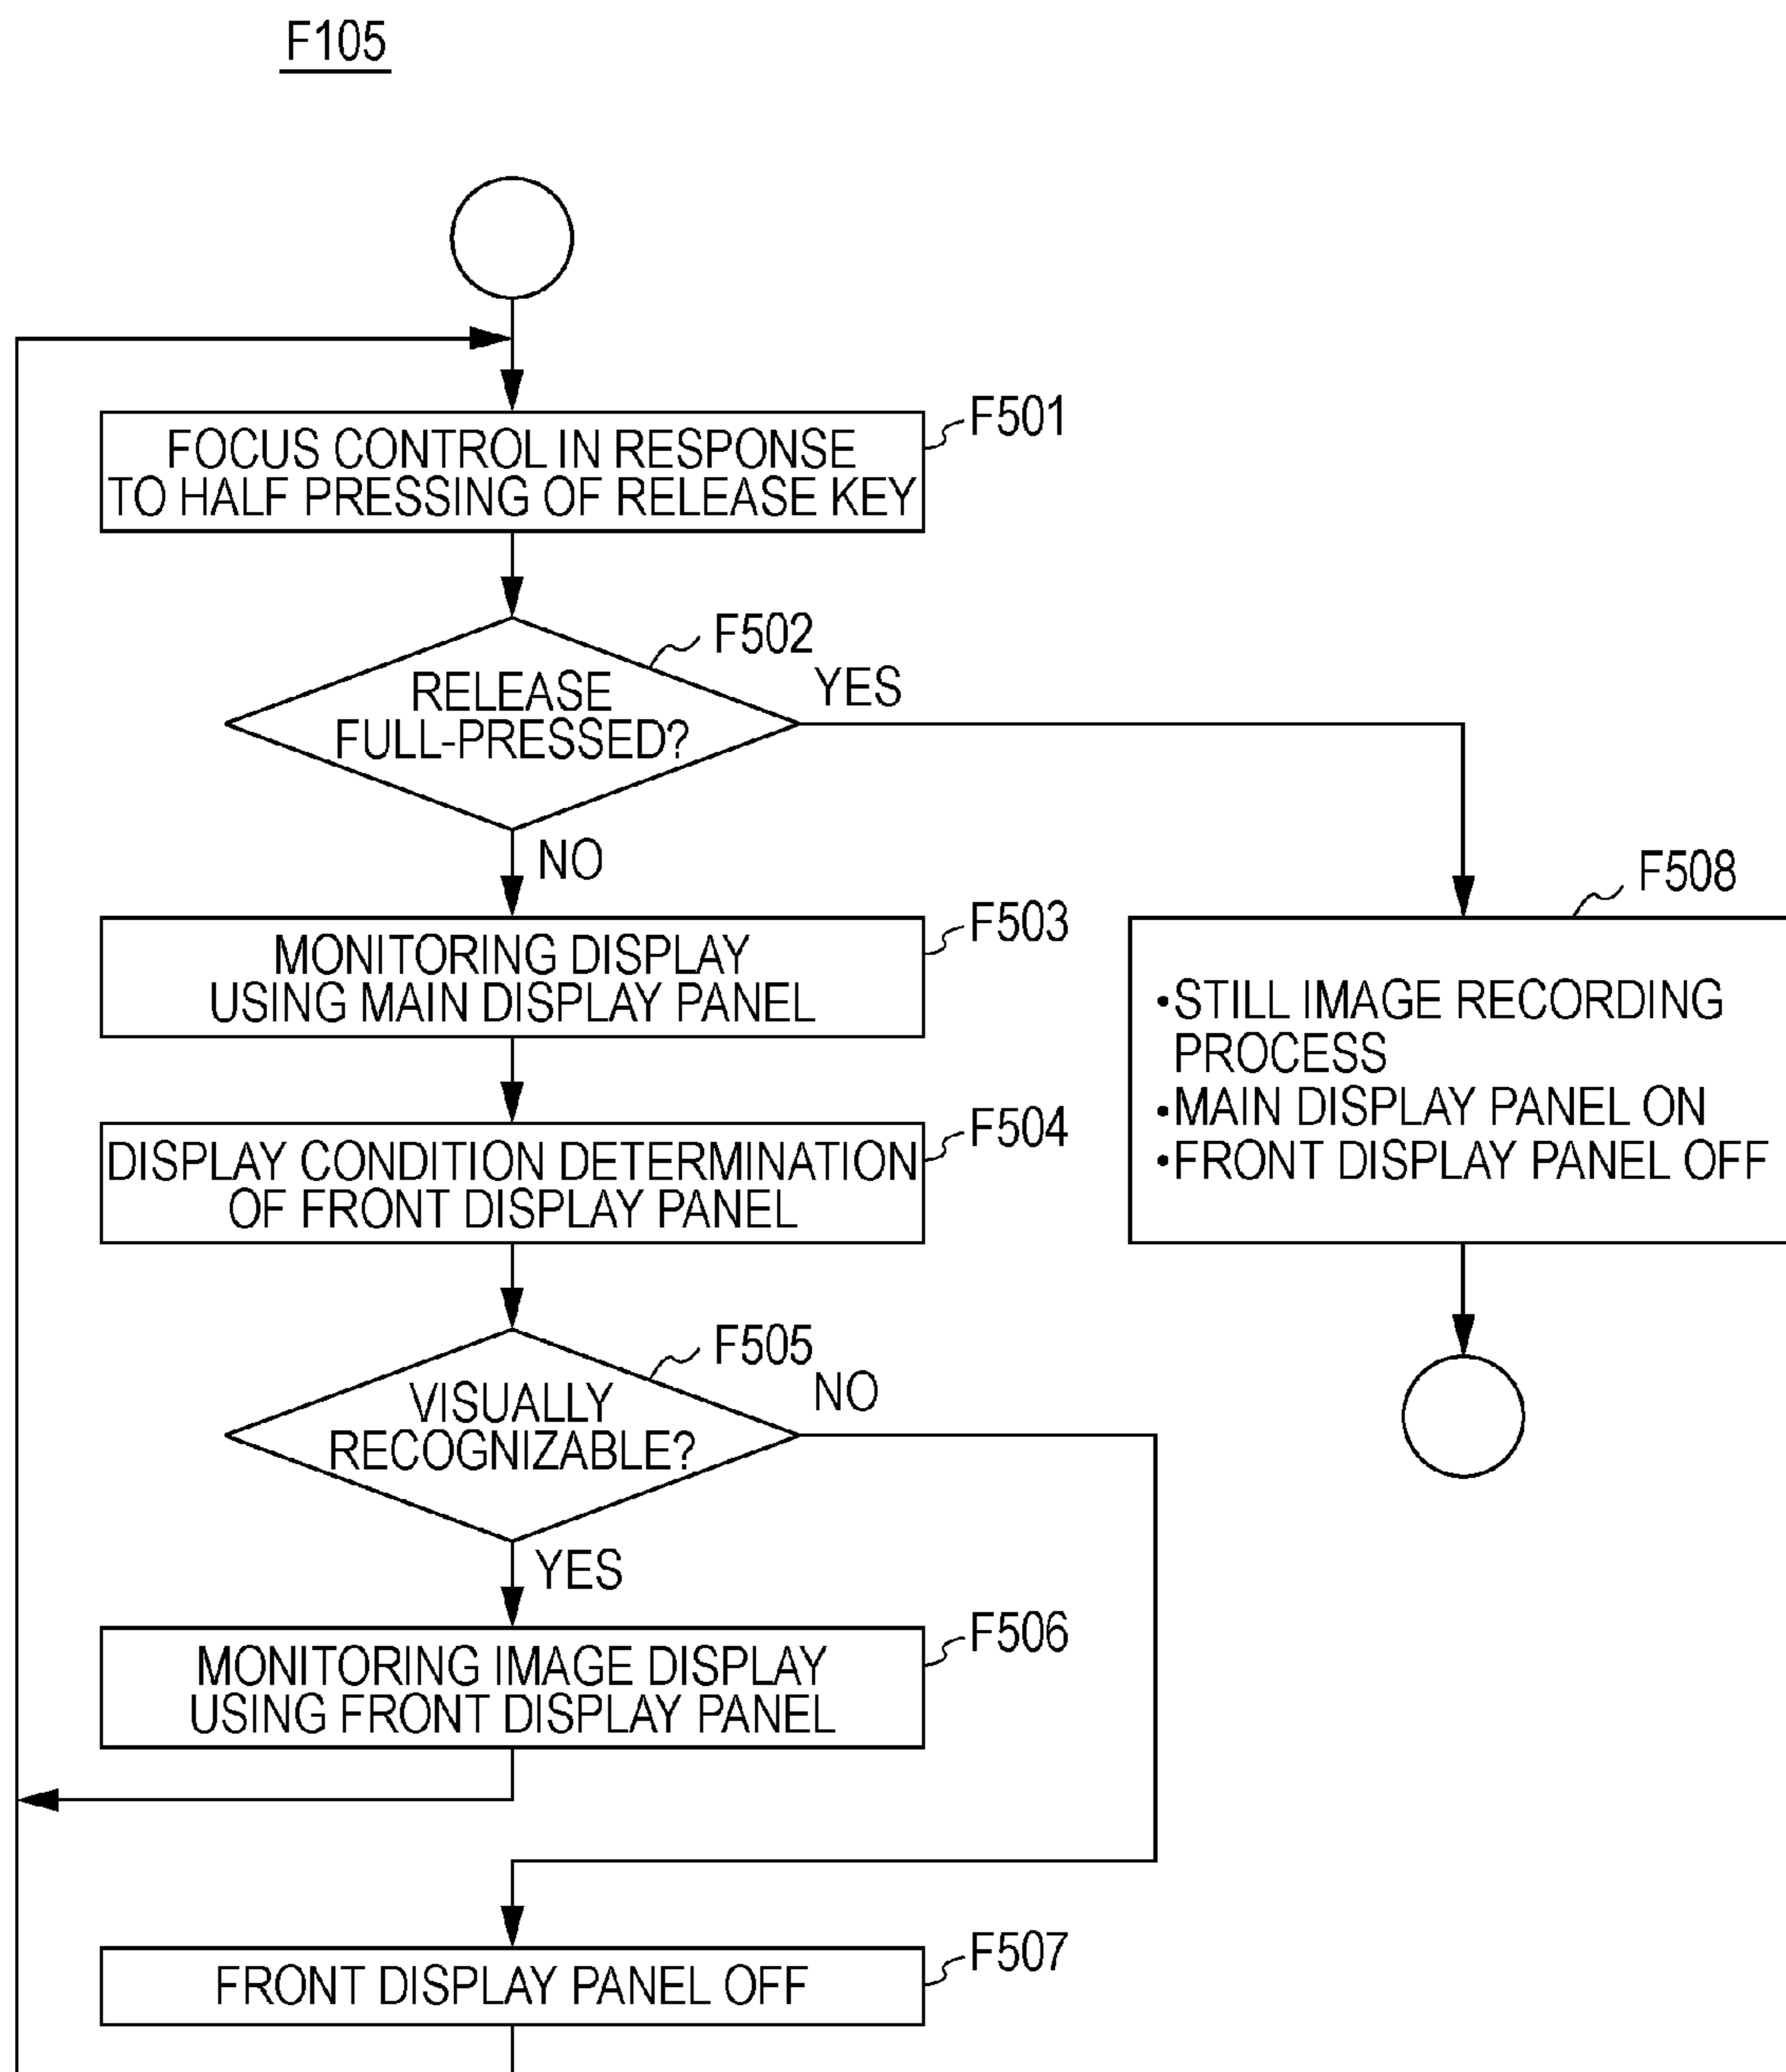 F105
F501
FOCUS CONTROL IN RESPONSE
TO HALF PRESSING OF RELEASE KEY
F502
RELEASE
FULL-PRESSED?
YES
NO
F503
MONITORING DISPLAY
USING MAIN DISPLAY PANEL
F508
•STILL IMAGE RECORDING
PROCESS
•MAIN DISPLAY PANEL ON
•FRONT DISPLAY PANEL OFF
F504
DISPLAY CONDITION DETERMINATION
OF FRONT DISPLAY PANEL
F505
VISUALLY
RECOGNIZABLE?
NO
YES
F506
MONITORING IMAGE DISPLAY
USING FRONT DISPLAY PANEL
F507
FRONT DISPLAY PANEL OFF